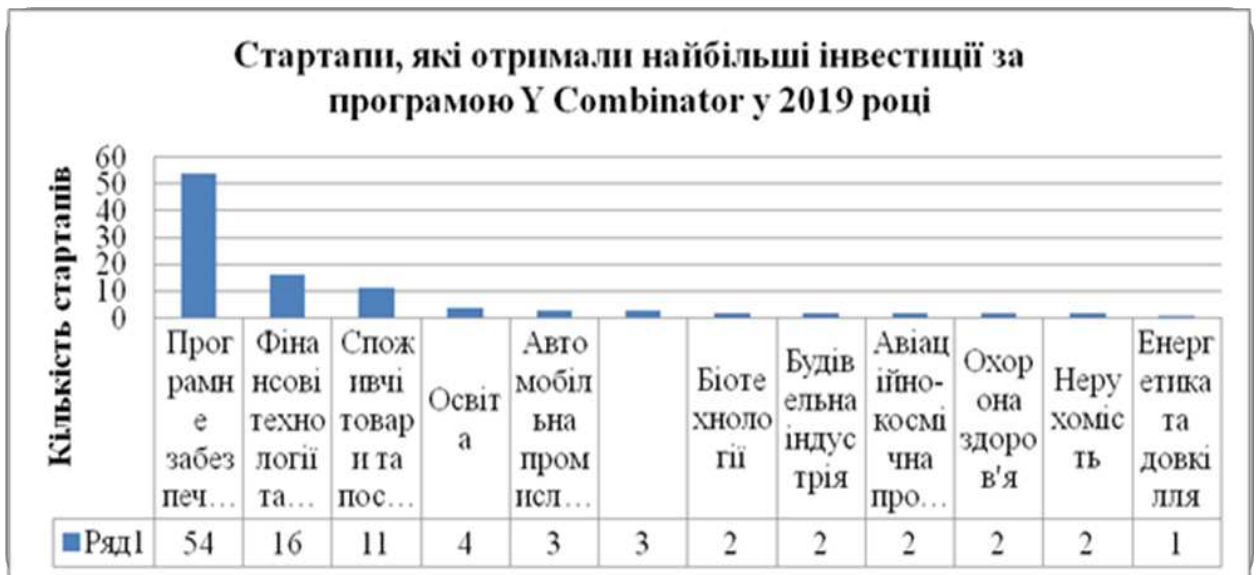 Стартапи, які отримали найбільші інвестиції за
програмою Y Combinator у 2019 році
Кількість стартапів
60
50
40
30
20
10
0
Прог
рамн
е
забез
печ...
Фіна
нсові
техно
логії
та...
Спож
ивчі
товар
и та
пос...
Освіт
а
Авто
мобіл
ьна
пром
исл...
Біоте
хноло
гії
Будів
ельна
індус
трія
Авіац
ійно-
космі
чна
про...
Охор
она
здоро
в'я
Неру
хоміс
ть
Енерг
етика
та
довкі
лля
Ряд1 54 16 11 4 3 3 2 2 2 2 2 1